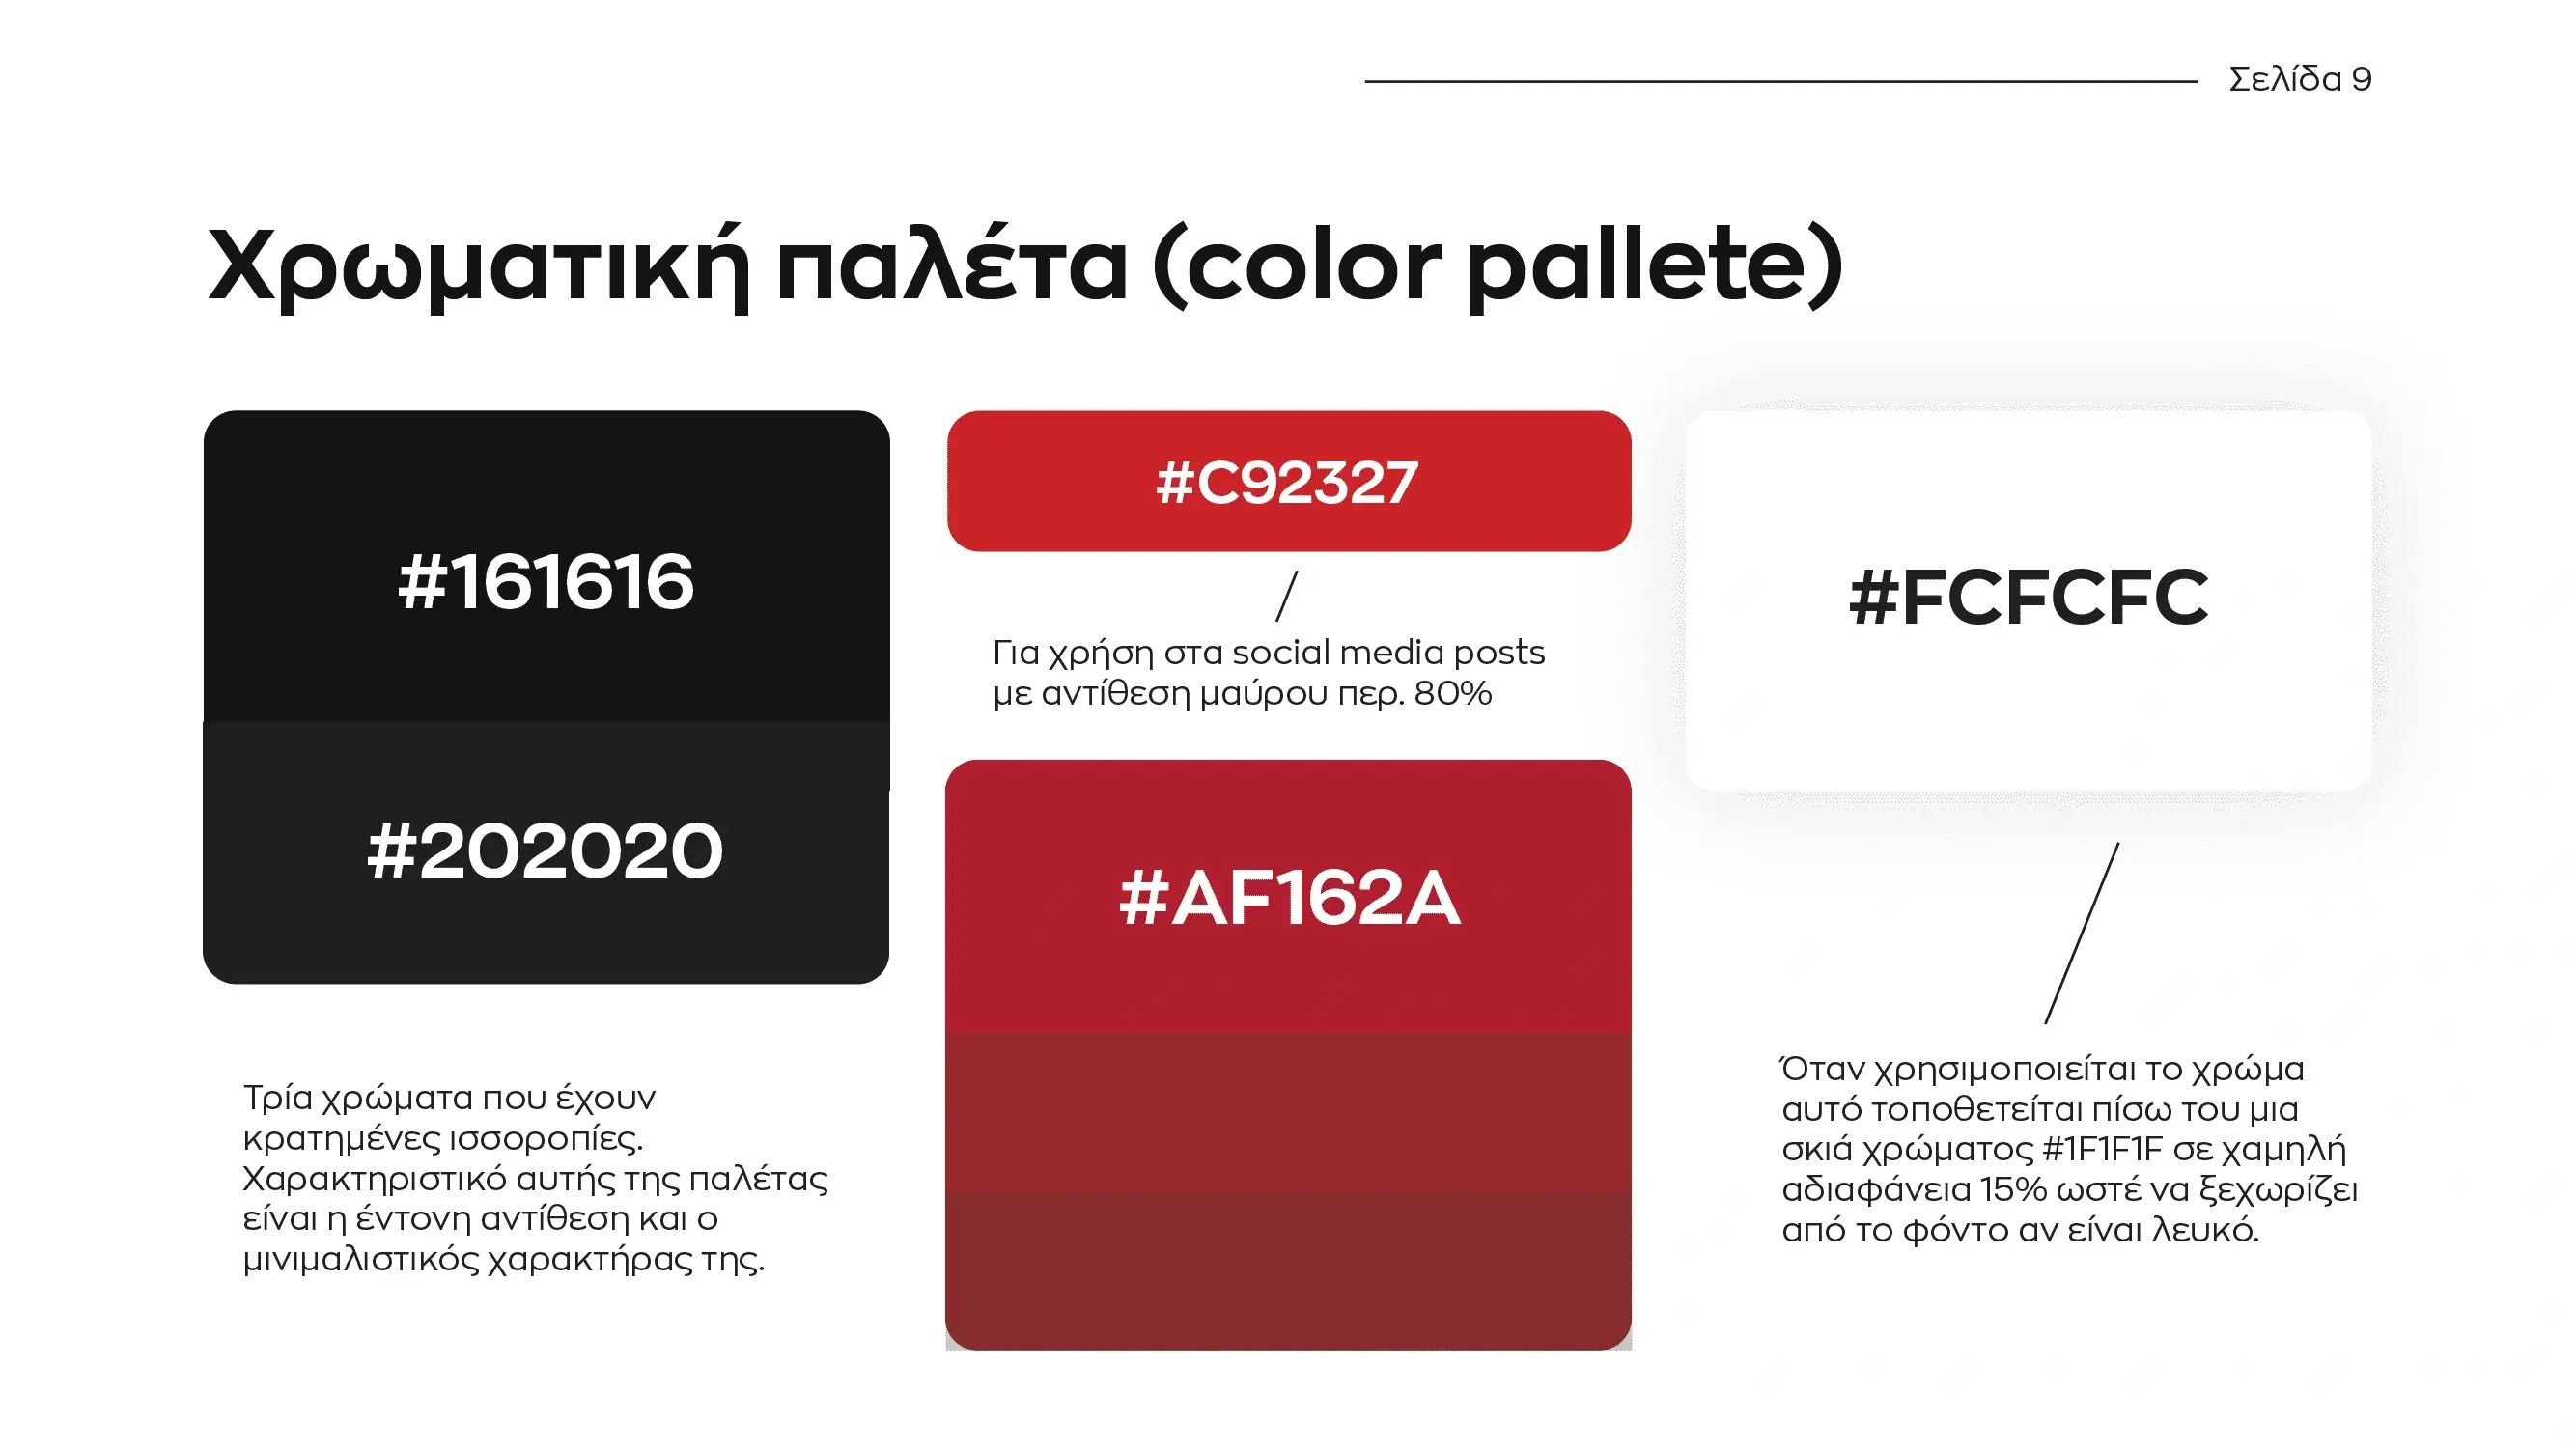 Σελίδα 9
Χρωματική παλέτα (color pallete)
#161616
#202020
Τρία χρώματα που έχουν
κρατημένες ισσοροπίες.
Χαρακτηριστικό αυτής της παλέτας
είναι η έντονη αντίθεση και ο
μινιμαλιστικός χαρακτήρας της.
#C92327
Για χρήση στα social media posts
με αντίθεση μαύρου περ. 80%
#AF162A
#FCFCFC
Όταν χρησιμοποιείται το χρώμα
αυτό τοποθετείται πίσω του μια
σκιά χρώματος #1F1F1F σε χαμηλή
αδιαφάνεια 15% ωστέ να ξεχωρίζει
από το φόντο αν είναι λευκό.